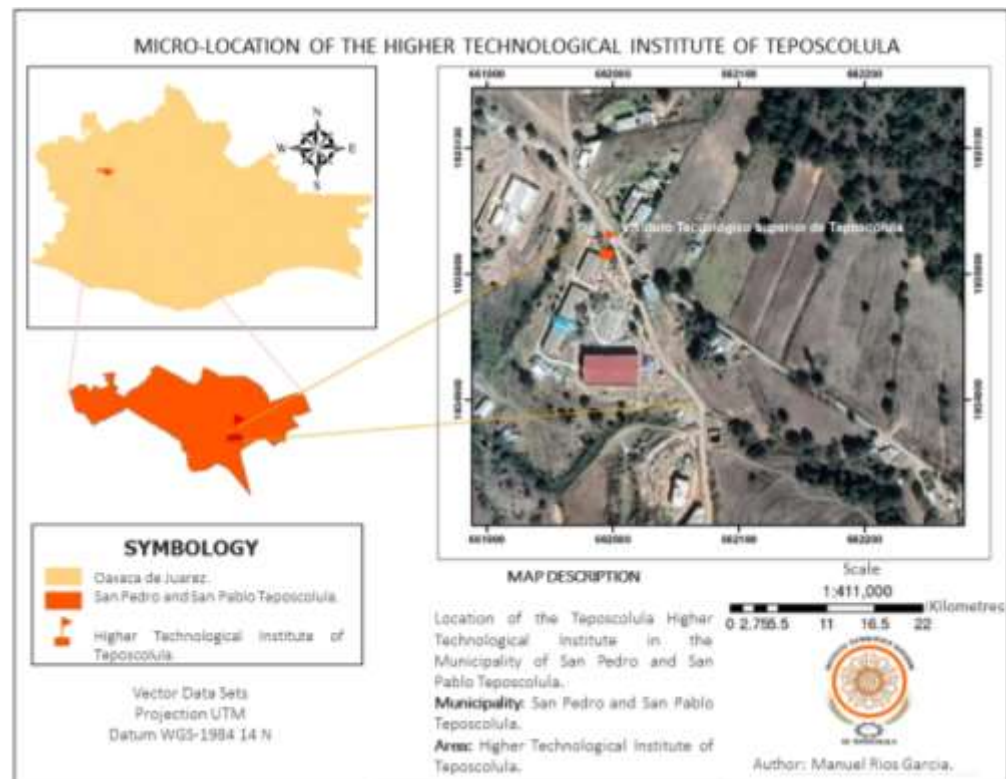 MICRO-LOCATION OF THE HIGHER TECHNOLOGICAL INSTITUTE OF TEPOSCOLULA
N
W E
S
Tecnológico Superior de Teposcolula
SYMBOLOGY
Oaxaca de Juarez.
San Pedro and San Pablo Teposcolula.
Higher Technological Institute of
Teposcolula.
Vector Data Sets
Projection UTM
Datum WGS-1984 14 N
MAP DESCRIPTION
Location of the Teposcolula Higher
Technological Institute in the
Municipality of San Pedro and San
Pablo Teposcolula.
Municipality: San Pedro and San Pablo
Teposcolula.
Area: Higher Technological Institute of
Teposcolula.
Scale
1:411,000
Kilometres
0 2.755.5 11 16.5 22
Author: Manuel Rios Garcia.